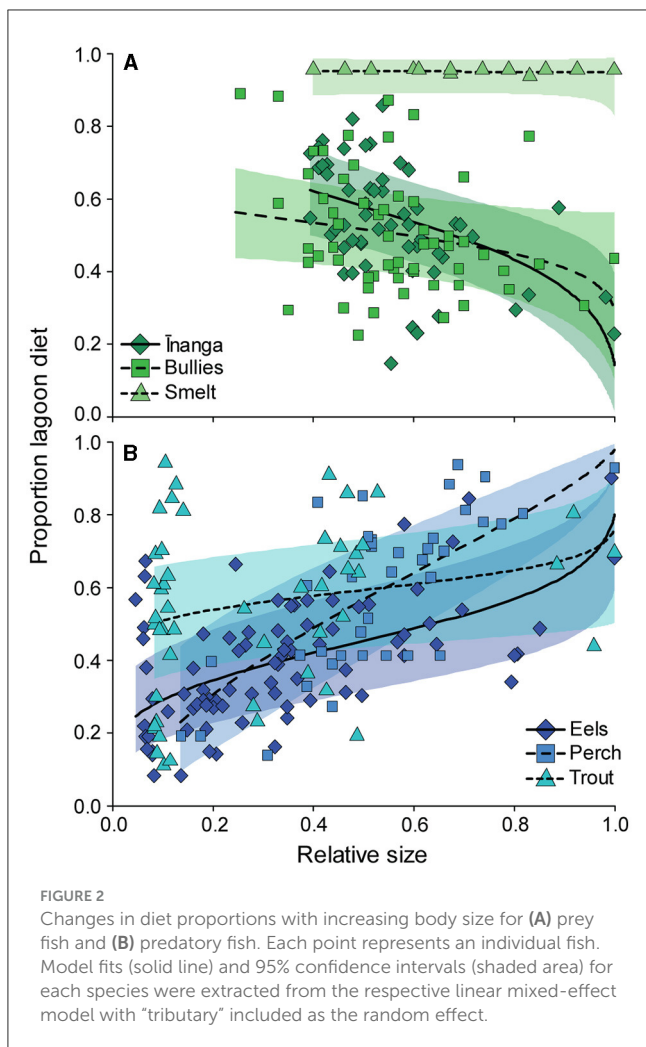 A
1.0
0.8
0.6
0.4
0.2
0.0
Īnanga
Bullies
Smelt
Proportion lagoon diet
B
1.0
0.8
0.6
0.4
0.2
0.0
Eels
Perch
Trout
0.0 0.2 0.4 0.6 0.8 1.0
Relative size
FIGURE 2
Changes in diet proportions with increasing body size for (A) prey
fish and (B) predatory fish. Each point represents an individual fish.
Model fits (solid line) and 95% confidence intervals (shaded area) for
each species were extracted from the respective linear mixed-effect
model with "tributary" included as the random effect.